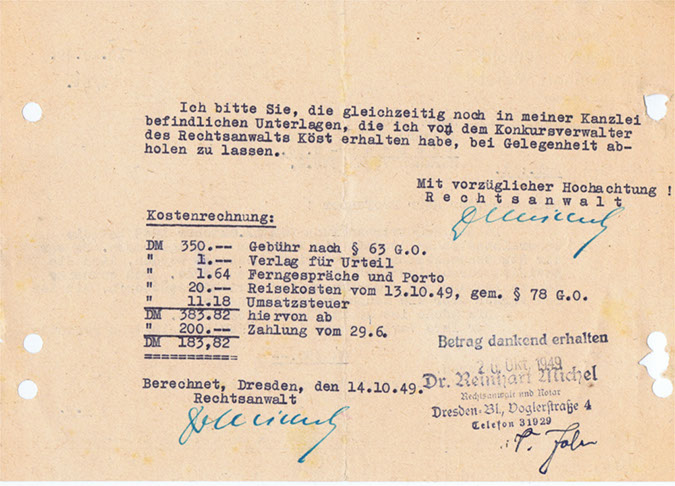 Ich bitte Sie, die gleichzeitig noch in meiner Kanzlei
befindlichen Unterlagen, die ich von dem Konkursverwalter
des Rechtsanwalts Köst erhalten habe, bei Gelegenheit ab-
holen zu lassen.
Mit vorzüglicher Hochachtung !
Rechtsanwalt
Kostenrechnung:
DM 350.-- Gebühr nach § 63 G.O.
" 1.-- Verlag für Urteil
" 1.64 Ferngespräche und Porto
" 20.-- Reisekosten vom 13.10.49, gem. § 78 G.O.
" 11.18 Umsatzsteuer
DM 383,82 hiervon ab
" 200.-- Zahlung vom 29.6.
DM 183,82
===========
Berechnet, Dresden, den 14.10.49.
Rechtsanwalt
Betrag dankend erhalten
Okt. 1949
Dr. Reinhart Michel
Rechtsanwalt und Notar
Dresden-Bl, Voglerstraße 4
Telefon 31929